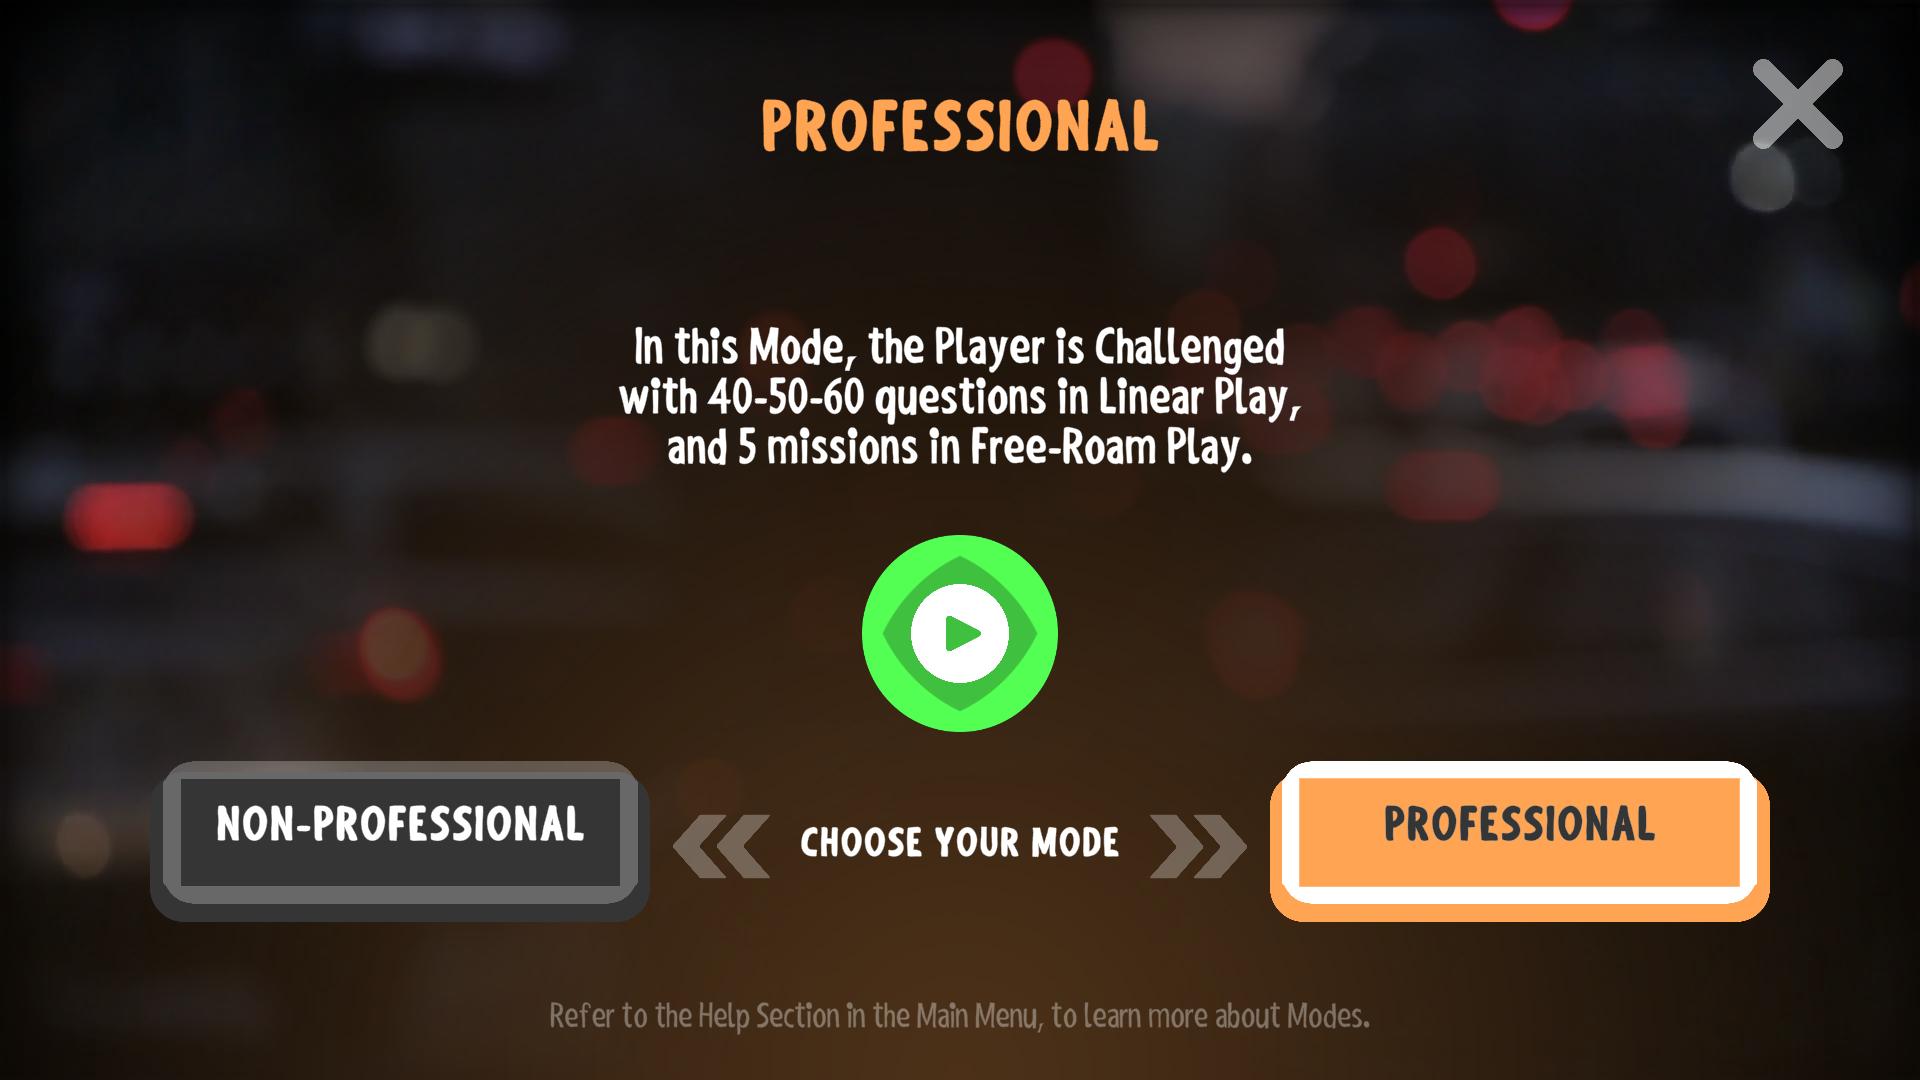 PROFESSIONAL
In this Mode, the Player is Challenged
with 40-50-60 questions in Linear Play,
and 5 missions in Free-Roam Play.
NON-PROFESSIONAL
CHOOSE YOUR MODE
PROFESSIONAL
Refer to the Help Section in the Main Menu, to learn more about Modes.